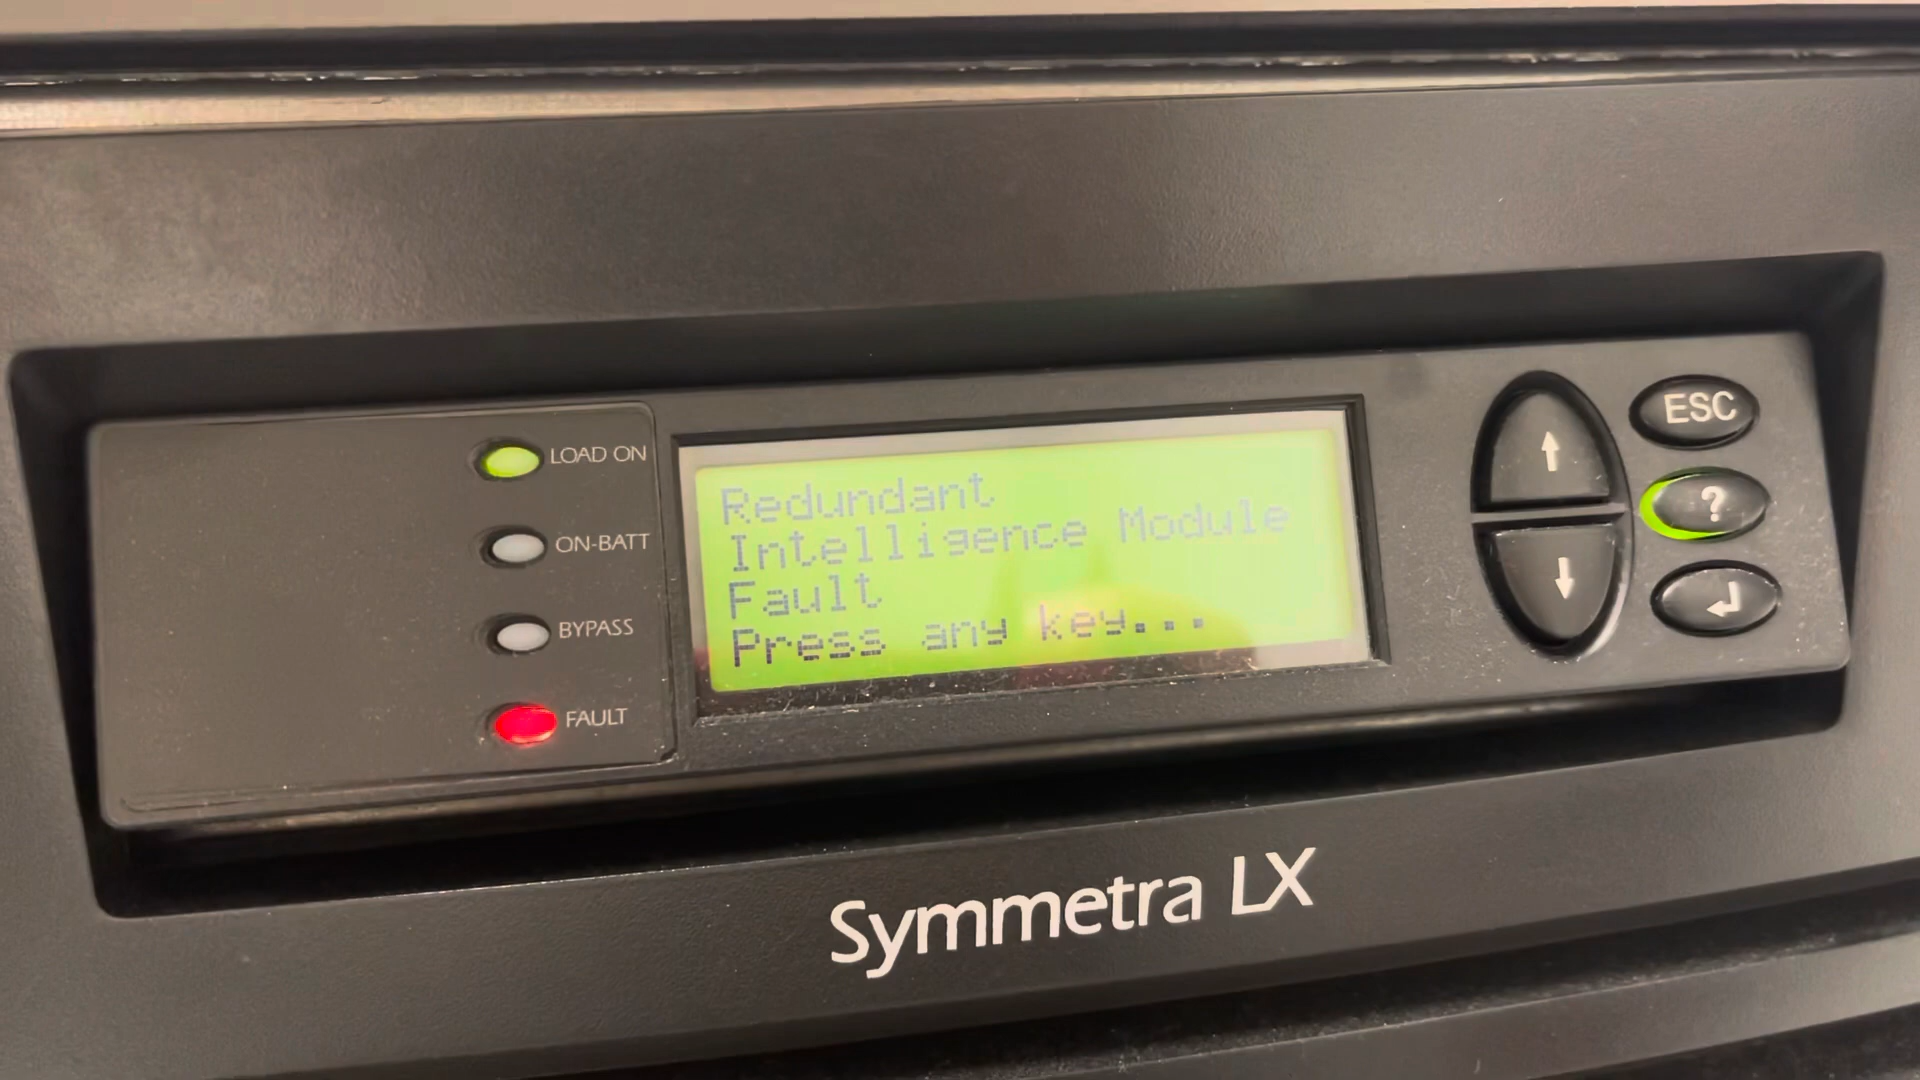 LOAD ON
ON-BATT
BYPASS
FAULT
Redundant
Intelligence Module
Fault
Press any key...
ESC
?
Symmetra LX